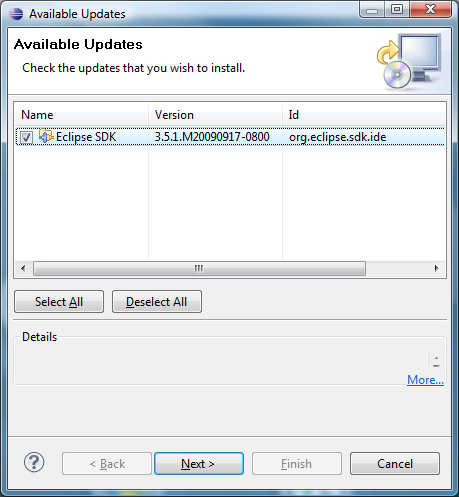 Available Updates
Available Updates
Check the updates that you wish to install.
Name Version Id
Eclipse SDK 3.5.1.M20090917-0800 org.eclipse.sdk.ide
Select All Deselect All
Details
More...
? < Back Next > Finish Cancel